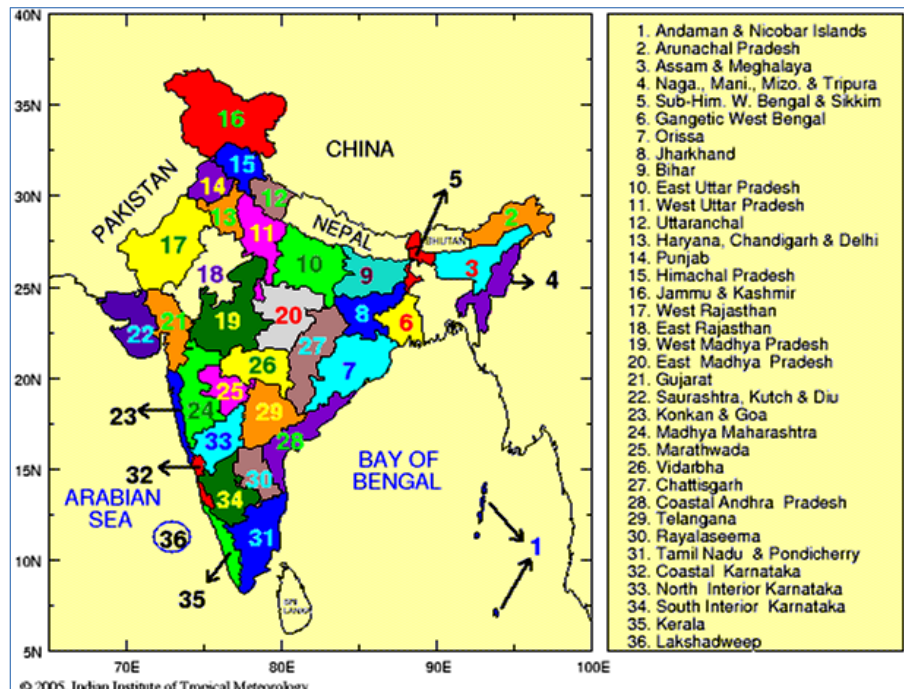 40N
35N
30N
25N
20N
15N
10N
5N
70E
80E
90E
100E
CHINA
PAKISTAN
NEPAL
BHUTAN
BAY OF
BENGAL
ARABIAN
SEA
SRI
LANKA
16
15
14
13
12
11
10
9
8
7
6
5
4
3
2
1
17
18
19
20
21
22
23
24
25
26
27
28
29
30
31
32
33
34
35
36
1. Andaman & Nicobar Islands
2. Arunachal Pradesh
3. Assam & Meghalaya
4. Naga., Mani., Mizo. & Tripura
5. Sub-Him. W. Bengal & Sikkim
6. Gangetic West Bengal
7. Orissa
8. Jharkhand
9. Bihar
10. East Uttar Pradesh
11. West Uttar Pradesh
12. Uttaranchal
13. Haryana, Chandigarh & Delhi
14. Punjab
15. Himachal Pradesh
16. Jammu & Kashmir
17. West Rajasthan
18. East Rajasthan
19. West Madhya Pradesh
20. East Madhya Pradesh
21. Gujarat
22. Saurashtra, Kutch & Diu
23. Konkan & Goa
24. Madhya Maharashtra
25. Marathwada
26. Vidarbha
27. Chattisgarh
28. Coastal Andhra Pradesh
29. Telangana
30. Rayalaseema
31. Tamil Nadu & Pondicherry
32. Coastal Karnataka
33. North Interior Karnataka
34. South Interior Karnataka
35. Kerala
36. Lakshadweep
© 2005, Indian Institute of Tropical Meteorology